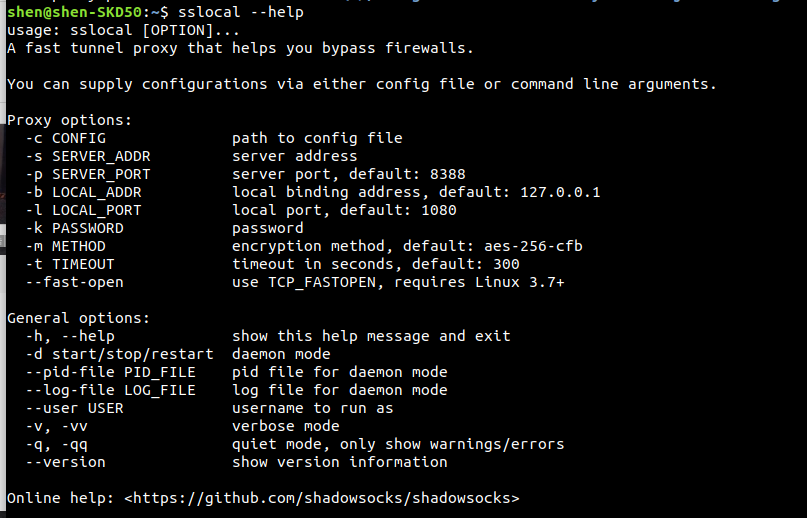 shen@shen-SKD50:~$ sslocal --help
usage: sslocal [OPTION]...
A fast tunnel proxy that helps you bypass firewalls.

You can supply configurations via either config file or command line arguments.

Proxy options:
  -c CONFIG              path to config file
  -s SERVER_ADDR         server address
  -p SERVER_PORT         server port, default: 8388
  -b LOCAL_ADDR          local binding address, default: 127.0.0.1
  -l LOCAL_PORT          local port, default: 1080
  -k PASSWORD            password
  -m METHOD              encryption method, default: aes-256-cfb
  -t TIMEOUT             timeout in seconds, default: 300
  --fast-open            use TCP_FASTOPEN, requires Linux 3.7+

General options:
  -h, --help             show this help message and exit
  -d start/stop/restart  daemon mode
  --pid-file PID_FILE    pid file for daemon mode
  --log-file LOG_FILE    log file for daemon mode
  --user USER            username to run as
  -v, -vv                verbose mode
  -q, -qq                quiet mode, only show warnings/errors
  --version              show version information

Online help: <https://github.com/shadowsocks/shadowsocks>